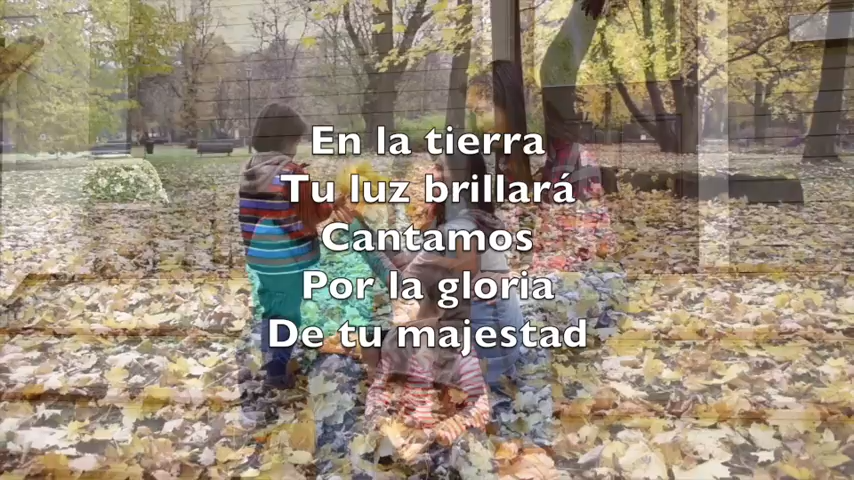 En la tierra
Tu luz brillará
Cantamos
Por la gloria
De tu majestad